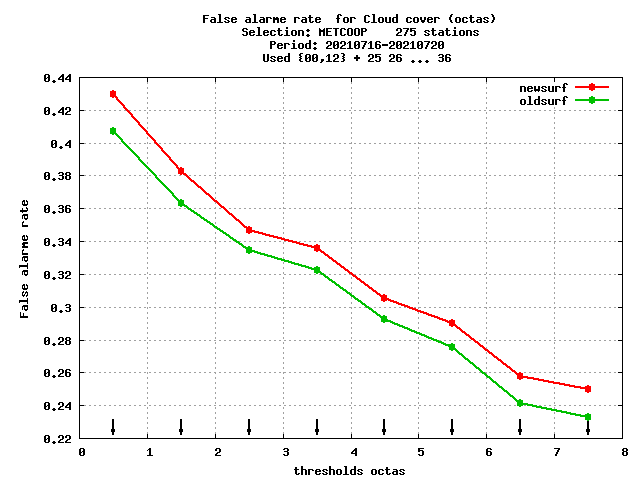 False alarme rate  for Cloud cover (octas)
Selection: METCOOP    275 stations
Period: 20210716-20210720
Used {00,12} + 25 26 ... 36
newsurf
oldsurf
0.44
0.42
0.4
0.38
0.36
0.34
0.32
0.3
0.28
0.26
0.24
0.22
False alarme rate
0 1 2 3 4 5 6 7 8
thresholds octas